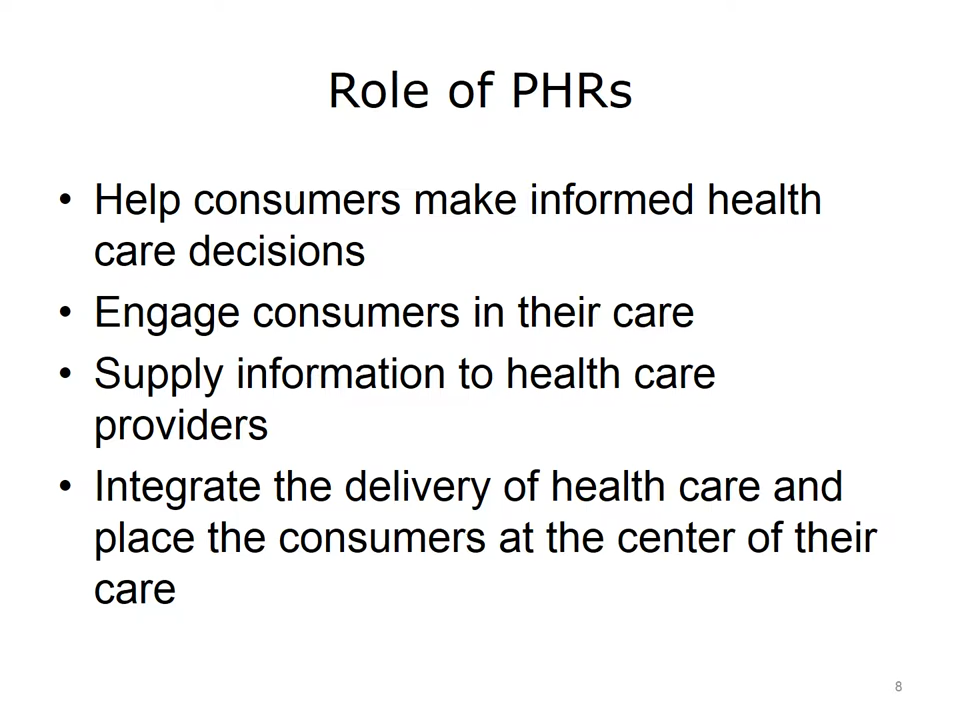 Role of PHRs
• Help consumers make informed health
care decisions
• Engage consumers in their care
• Supply information to health care
providers
• Integrate the delivery of health care and
place the consumers at the center of their
care
8